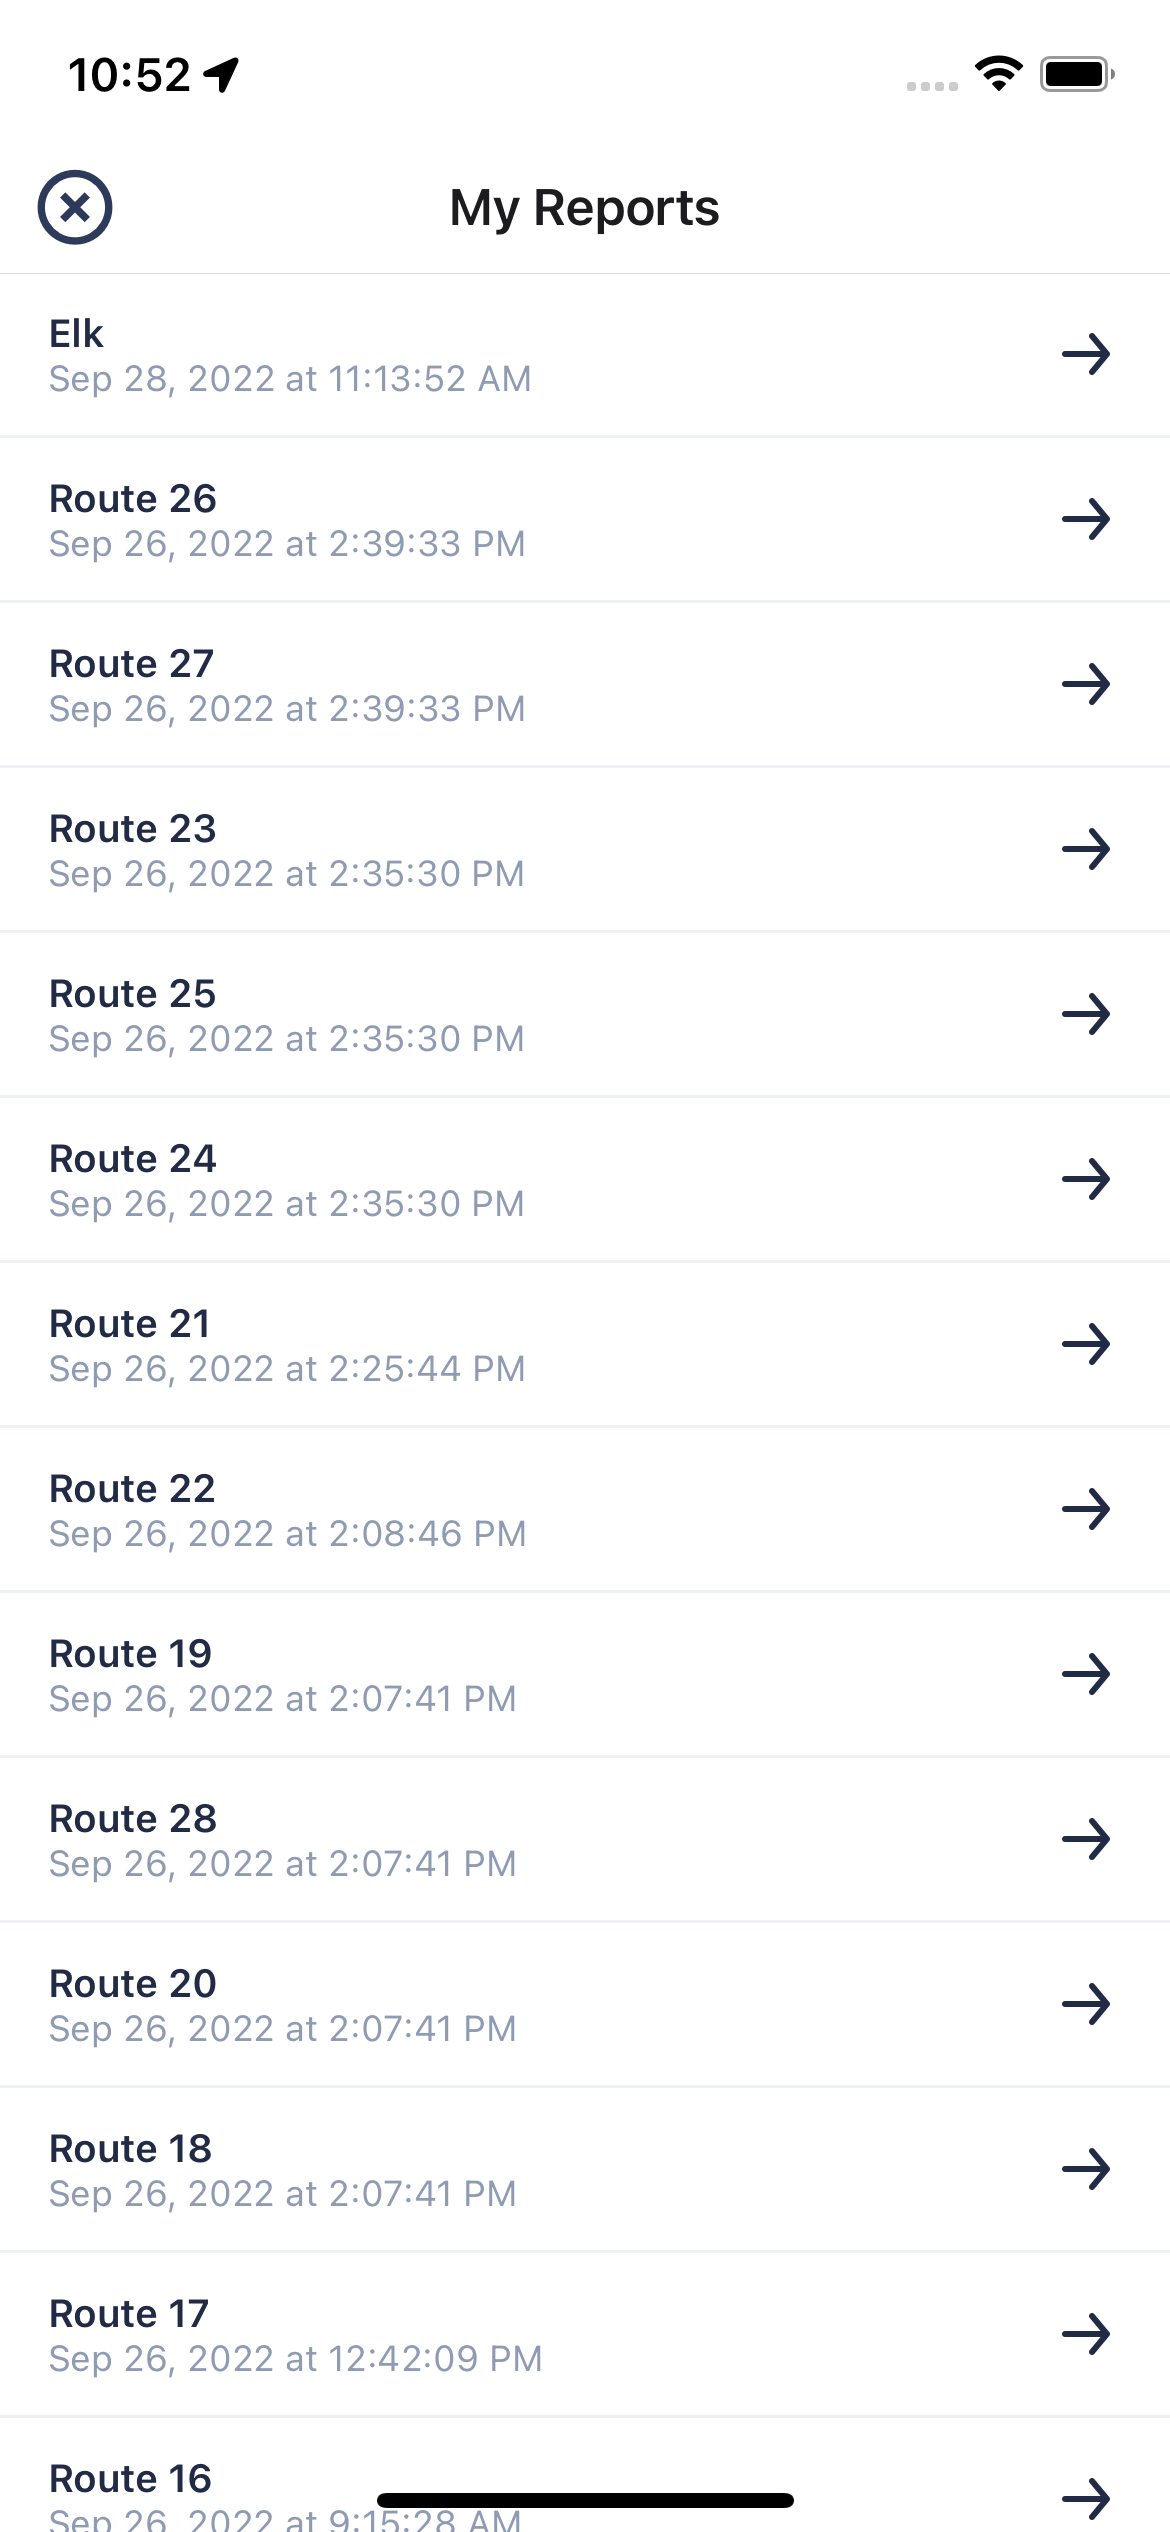 10:52
My Reports
Elk
Sep 28, 2022 at 11:13:52 AM
Route 26
Sep 26, 2022 at 2:39:33 PM
Route 27
Sep 26, 2022 at 2:39:33 PM
Route 23
Sep 26, 2022 at 2:35:30 PM
Route 25
Sep 26, 2022 at 2:35:30 PM
Route 24
Sep 26, 2022 at 2:35:30 PM
Route 21
Sep 26, 2022 at 2:25:44 PM
Route 22
Sep 26, 2022 at 2:08:46 PM
Route 19
Sep 26, 2022 at 2:07:41 PM
Route 28
Sep 26, 2022 at 2:07:41 PM
Route 20
Sep 26, 2022 at 2:07:41 PM
Route 18
Sep 26, 2022 at 2:07:41 PM
Route 17
Sep 26, 2022 at 12:42:09 PM
Route 16
Sep 26, 2022 at 9:15:28 AM